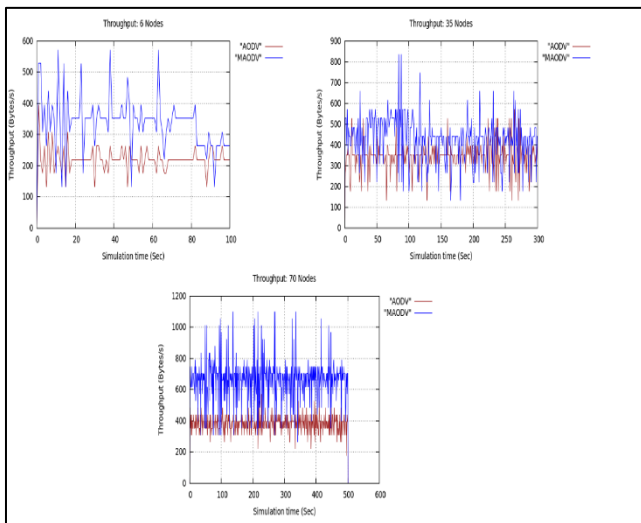 Throughput: 6 Nodes
"AODV"
"MAODV"
Throughput (Bytes/s)
600
500
400
300
200
100
0
0 20 40 60 80 100
Simulation time (Sec)
Throughput: 35 Nodes
"AODV"
"MAODV"
Throughput (Bytes/s)
900
800
700
600
500
400
300
200
100
0
0 50 100 150 200 250 300
Simulation time (Sec)
Throughput: 70 Nodes
"AODV"
"MAODV"
Throughput (Bytes/s)
1200
1000
800
600
400
200
0
0 100 200 300 400 500 600
Simulation time (Sec)